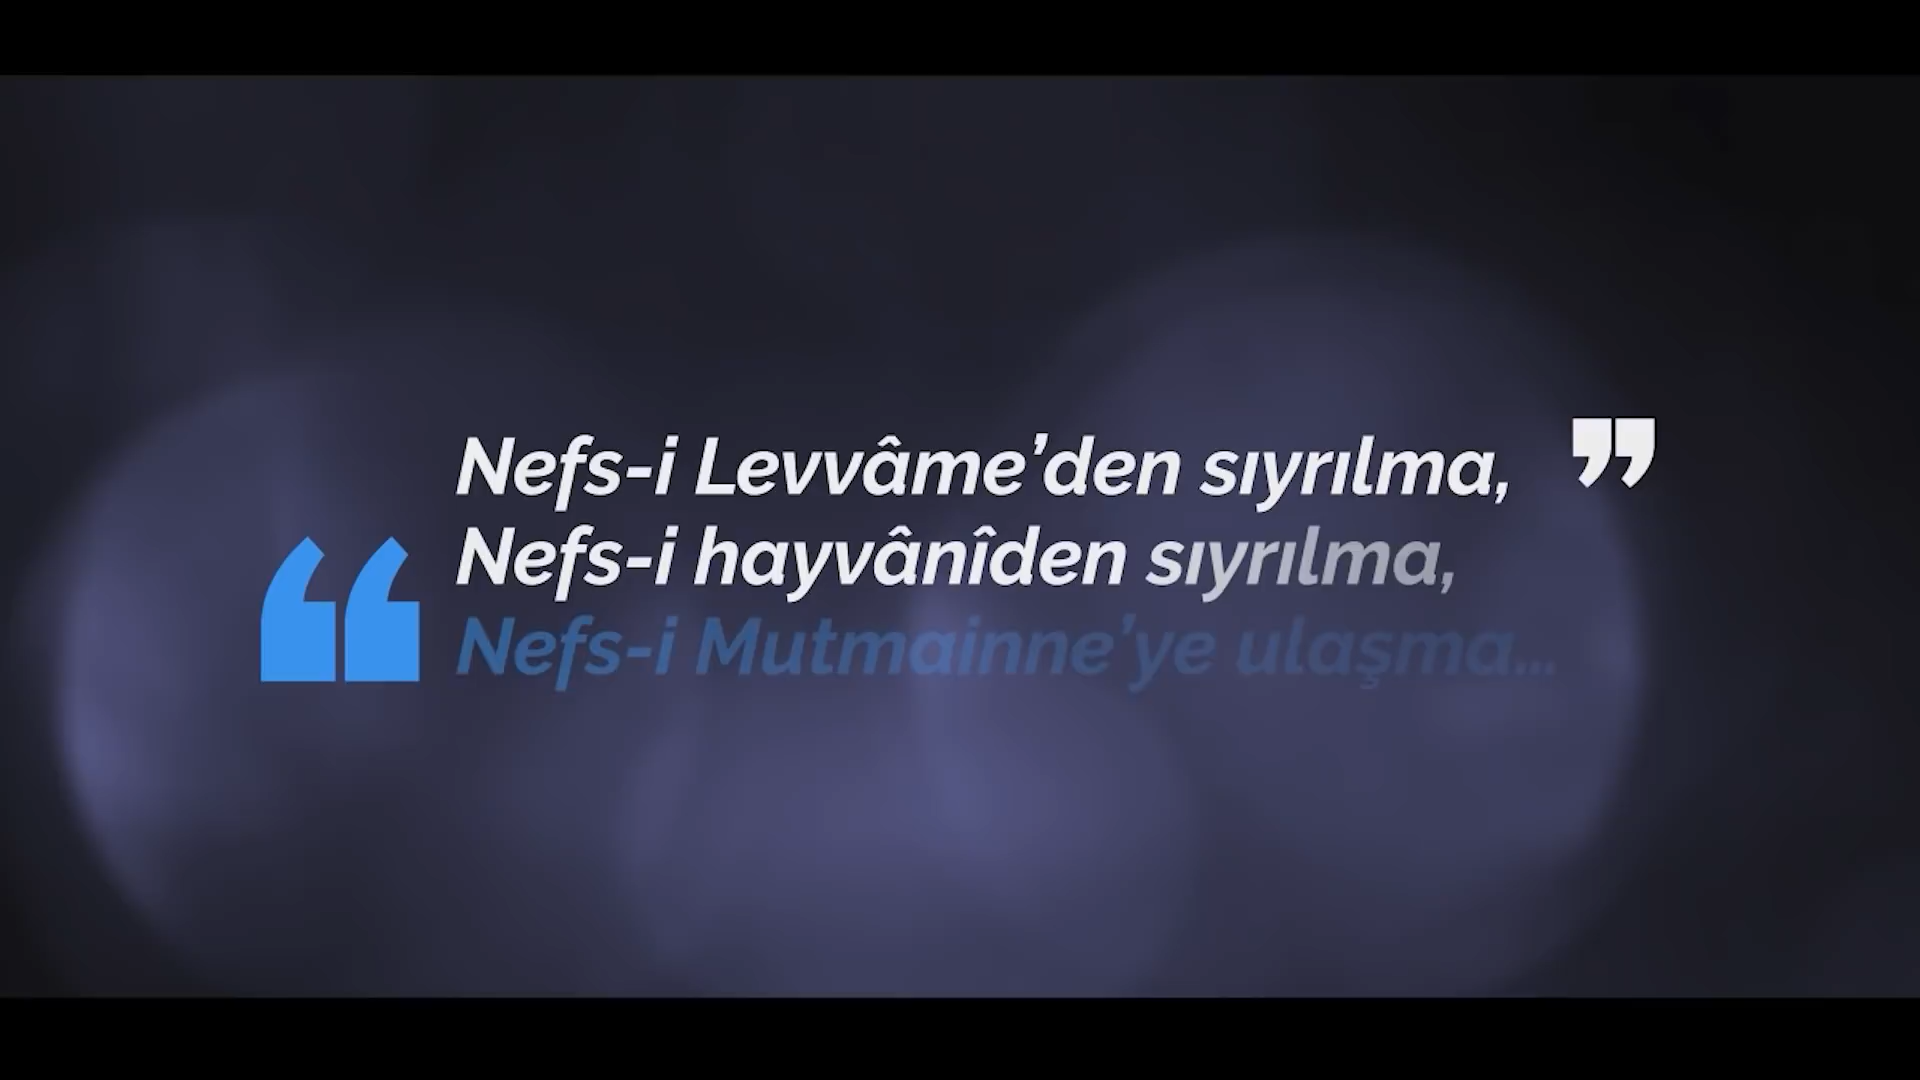 Nefs-i Levvâme’den sıyrılma,
Nefs-i hayvânîden sıyrılma,
Nefs-i Mutmainne’ye ulaşma...